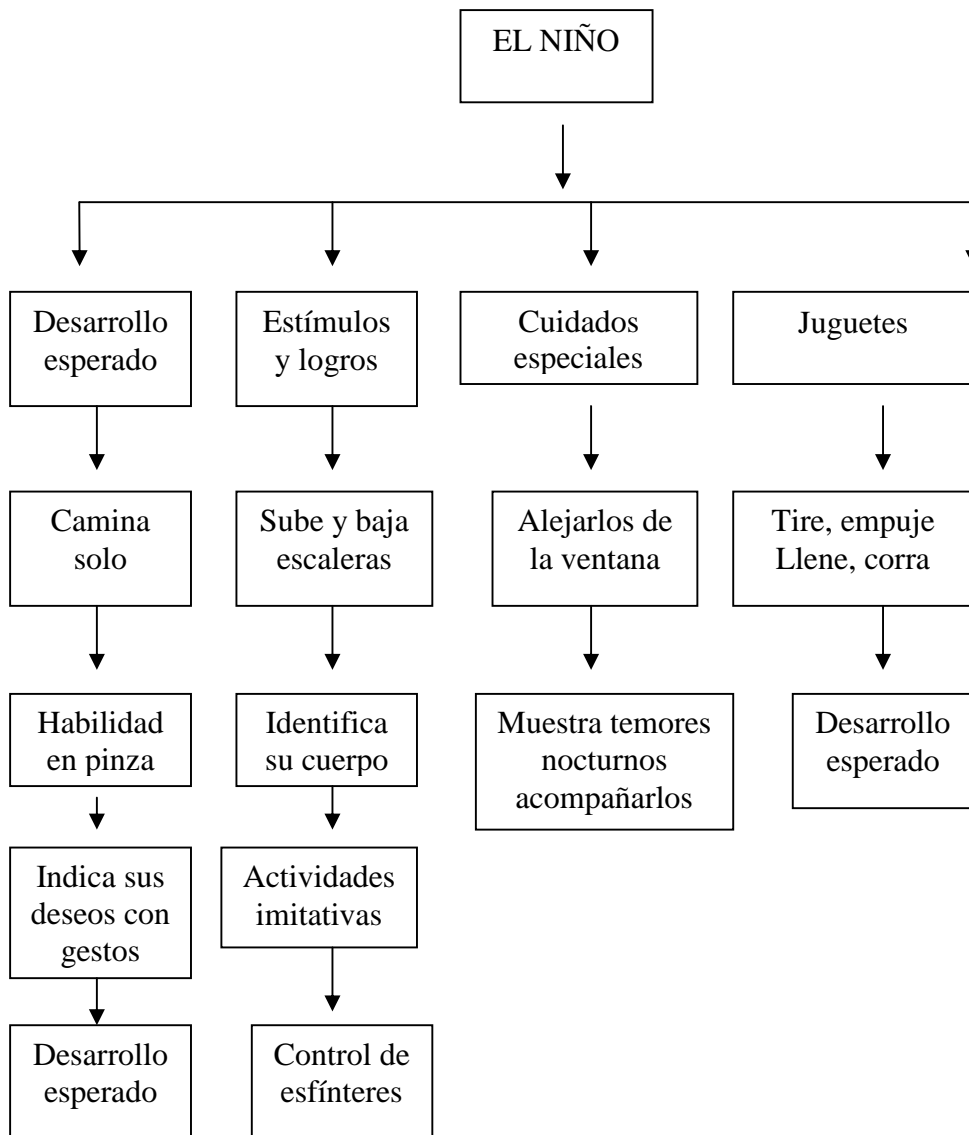 EL NIÑO
Desarrollo
esperado
Estímulos
y logros
Cuidados
especiales
Juguetes
Camina
solo
Sube y baja
escaleras
Alejarlos de
la ventana
Tire, empuje
Llene, corra
Habilidad
en pinza
Identifica
su cuerpo
Muestra temores
nocturnos
acompañarlos
Desarrollo
esperado
Indica sus
deseos con
gestos
Actividades
imitativas
Desarrollo
esperado
Control de
esfínteres